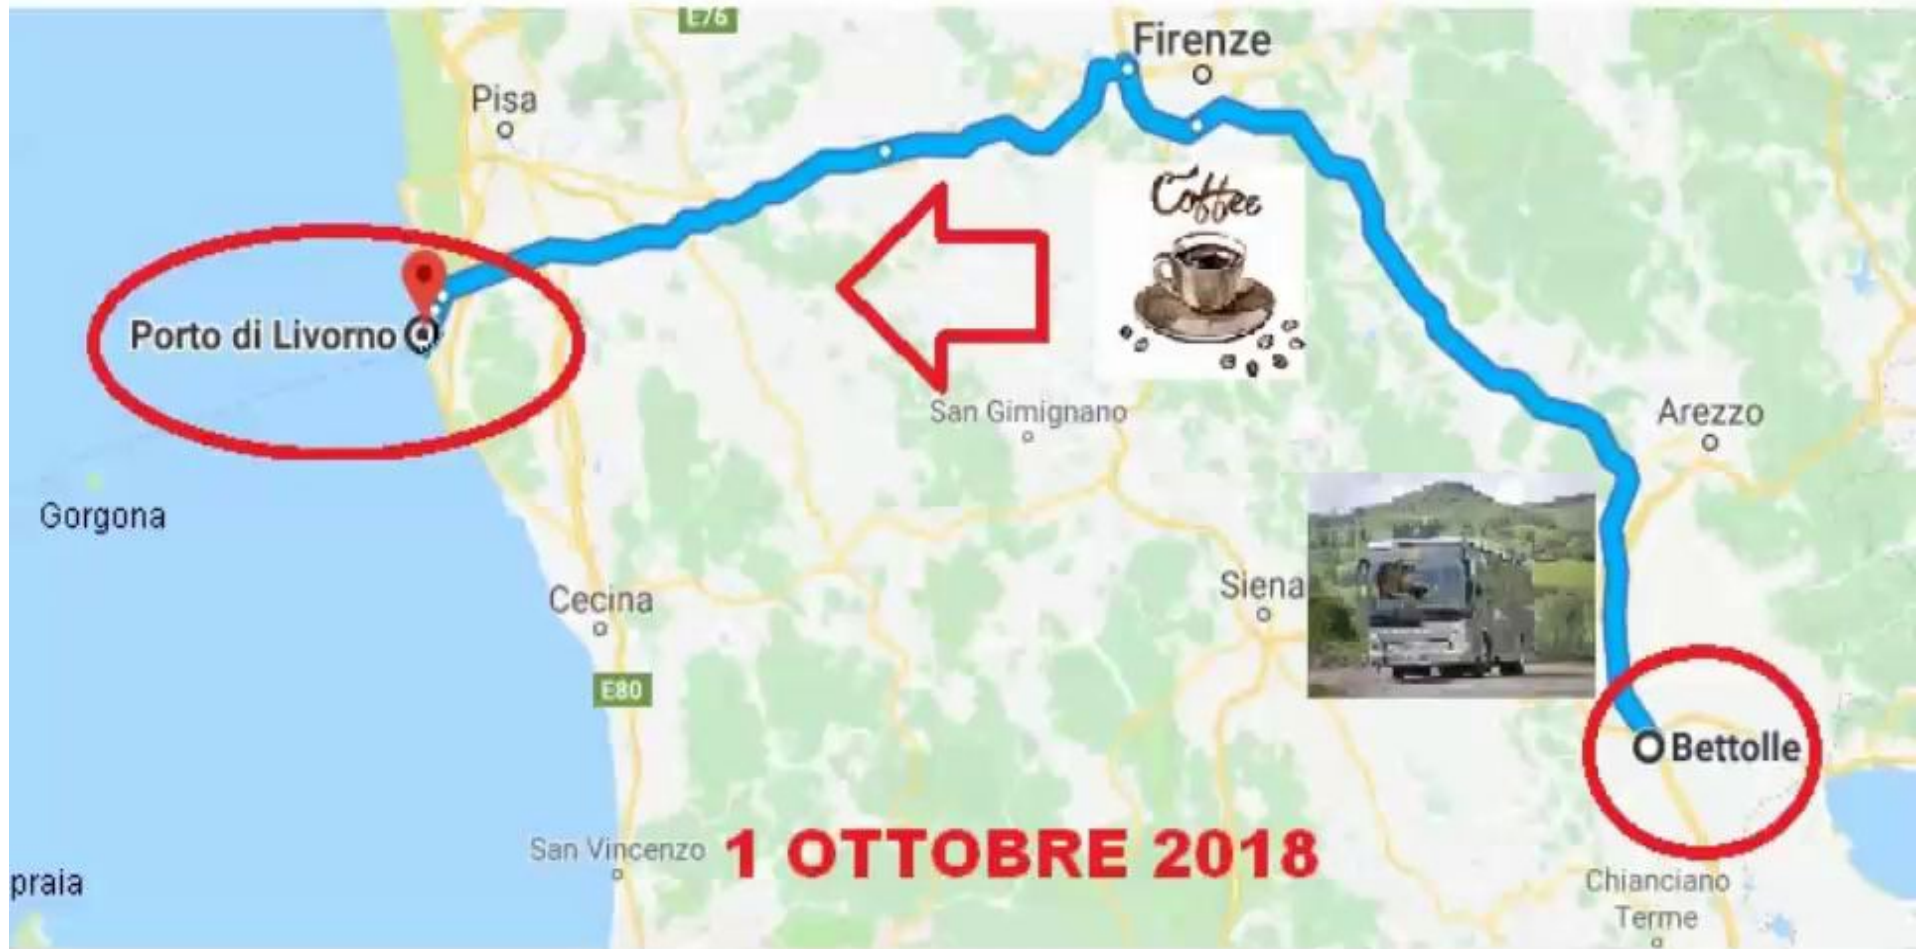 E76
Firenze
Pisa
Coffee
Porto di Livorno
San Gimignano
Arezzo
Gorgona
Siena
Cecina
E80
Bettolle
San Vincenzo
1 OTTOBRE 2018
praia
Chianciano
Terme